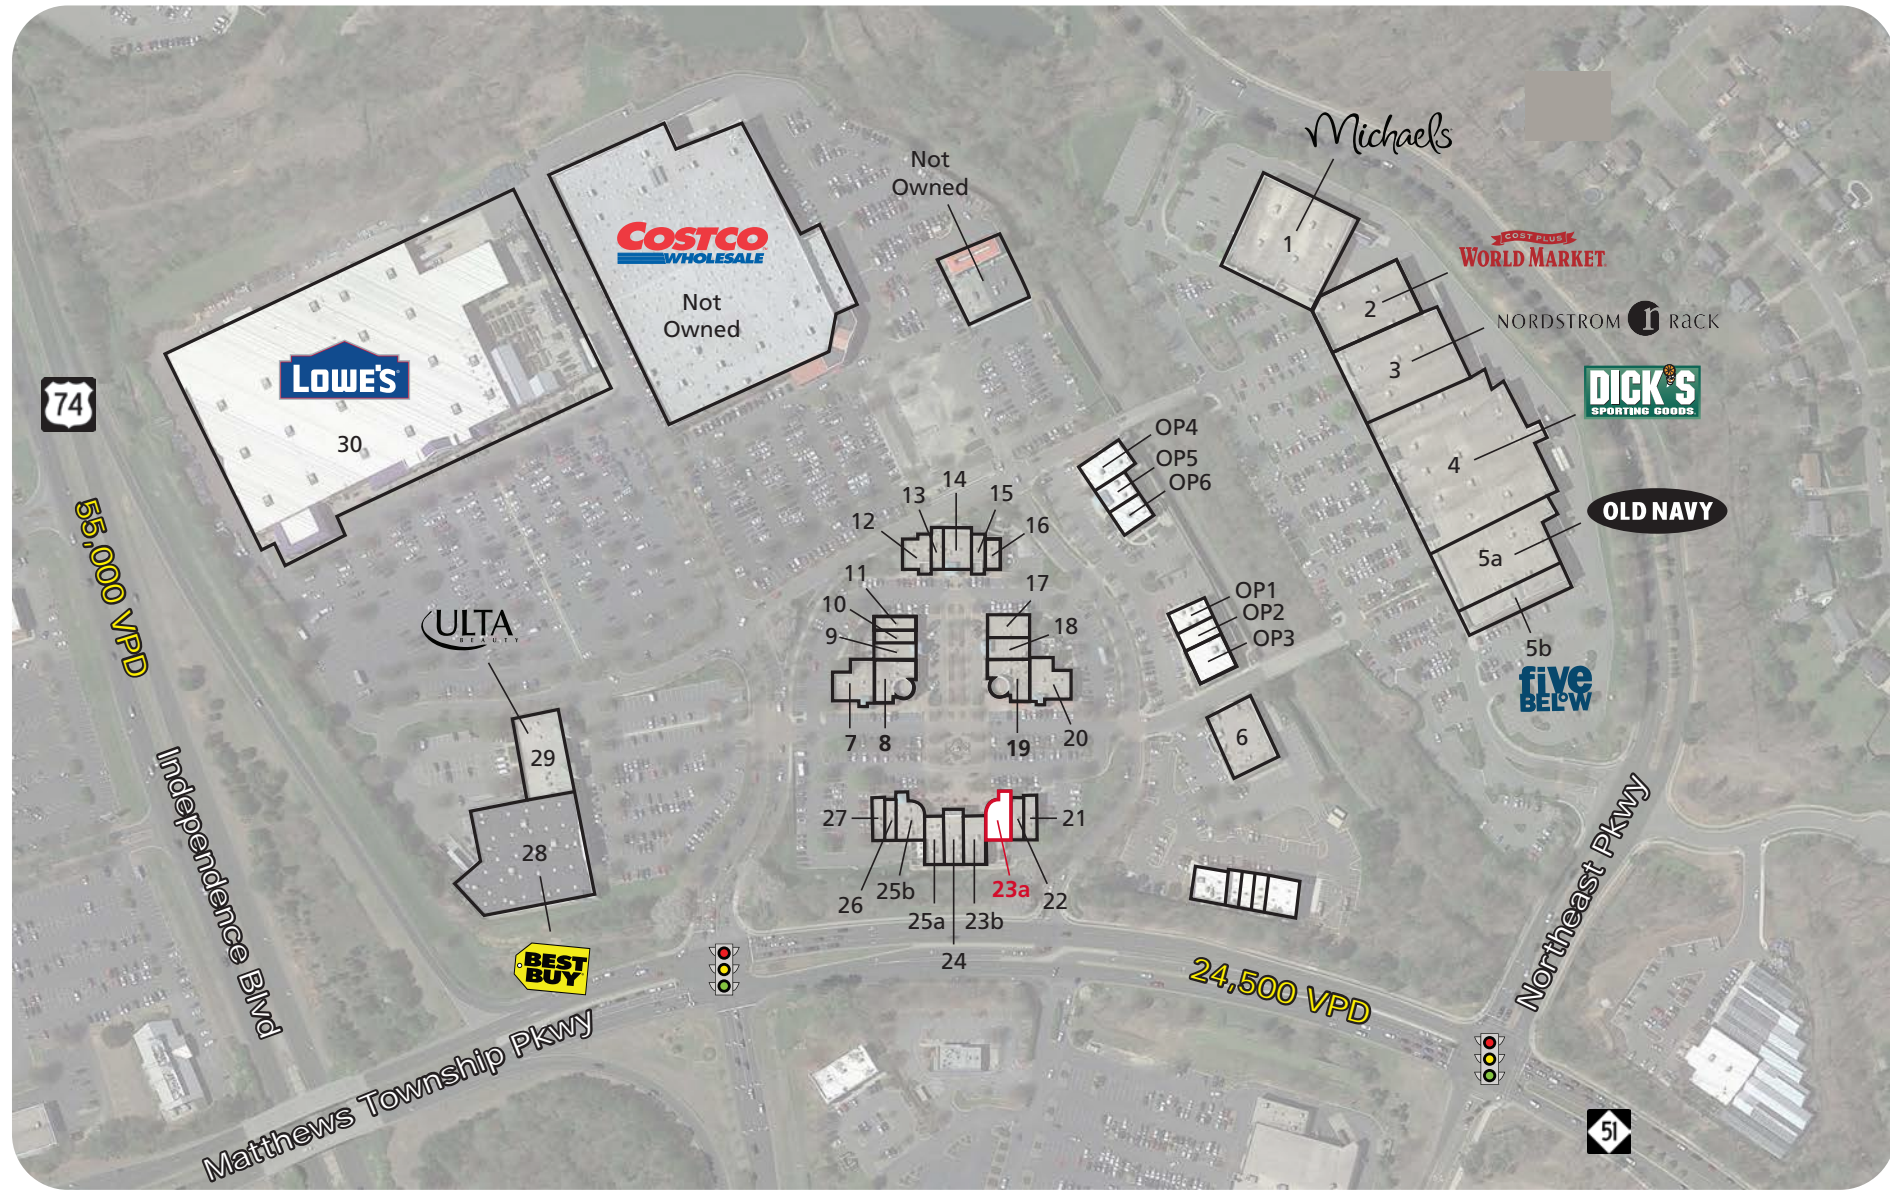 Michaels
Not
Owned
1
COST PLUS
WORLD MARKET
COSTCO
WHOLESALE
Not
Owned
2
NORDSTROM r RACK
3
LOWE'S
30
74
DICK'S
SPORTING GOODS
4
OLD NAVY
5a
5b
five
BELOW
OP4
OP5
OP6
OP1
OP2
OP3
6
55,000 VPD
14
13
15
12
16
11
17
10
18
9
7
8
19
20
ULTA
BEAUTY
29
28
BEST
BUY
27
21
26
25b
23a
22
25a
23b
24
Independence Blvd
Matthews Township Pkwy
24,500 VPD
Northeast Pkwy
51